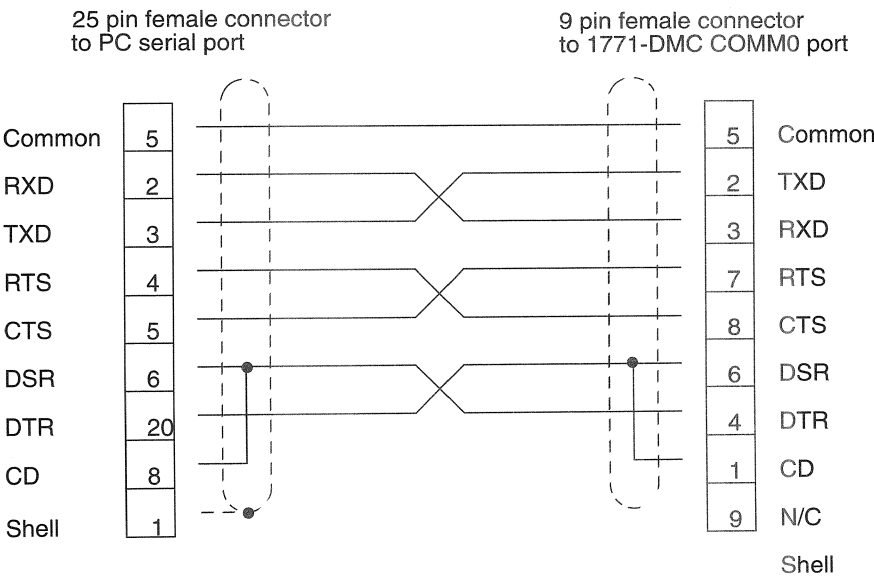 25 pin female connector
to PC serial port
9 pin female connector
to 1771-DMC COMM0 port
Common 5 5 Common
RXD 2 2 TXD
TXD 3 3 RXD
RTS 4 7 RTS
CTS 5 8 CTS
DSR 6 6 DSR
DTR 20 4 DTR
CD 8 1 CD
Shell 1 9 N/C
Shell